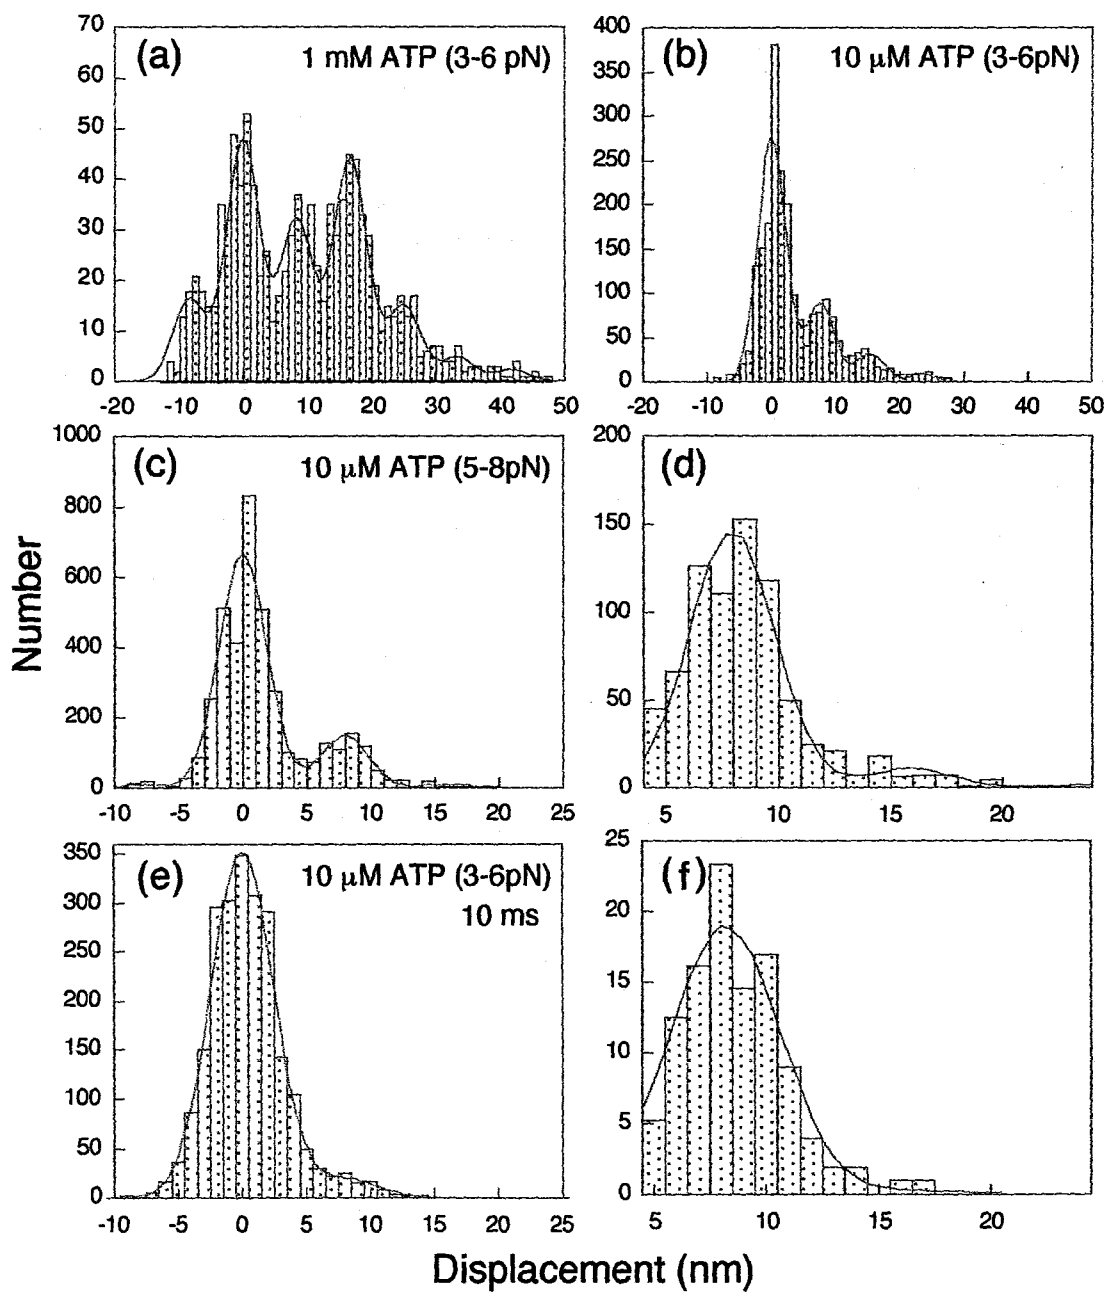 (a) 1 mM ATP (3-6 pN)
70
60
50
40
30
20
10
0
-20 -10 0 10 20 30 40 50
(b) 10 μM ATP (3-6pN)
400
350
300
250
200
150
100
50
0
-20 -10 0 10 20 30 40 50
(c) 10 μM ATP (5-8pN)
1000
800
600
400
200
0
-10 -5 0 5 10 15 20 25
(d)
200
150
100
50
0
5 10 15 20
(e) 10 μM ATP (3-6pN)
10 ms
350
300
250
200
150
100
50
0
-10 -5 0 5 10 15 20 25
(f)
25
20
15
10
5
0
5 10 15 20
Number
Displacement (nm)